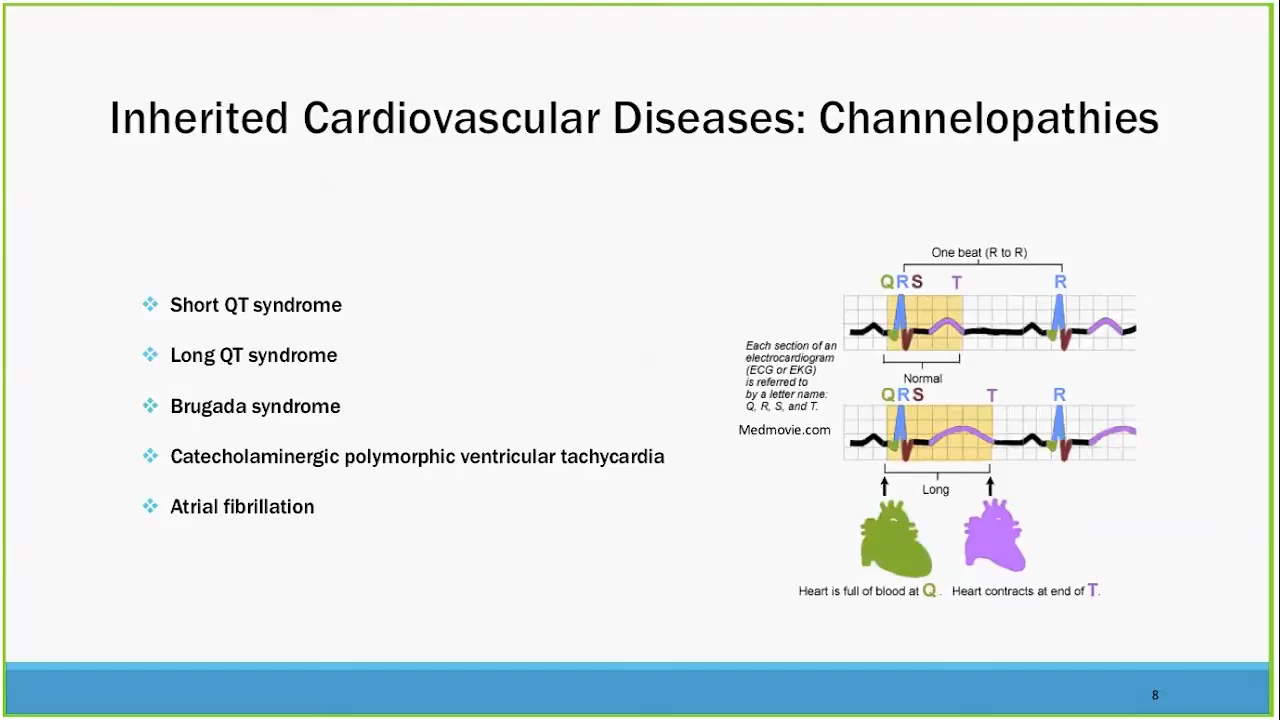 Inherited Cardiovascular Diseases: Channelopathies
Short QT syndrome
Long QT syndrome
Brugada syndrome
Catecholaminergic polymorphic ventricular tachycardia
Atrial fibrillation
One beat (R to R)
Q R S T R
Each section of an
electrocardiogram
(ECG or EKG)
is referred to
by a letter name:
Q, R, S, and T.
Medmovie.com
Normal
Q R S T R
Long
Heart is full of blood at Q.
Heart contracts at end of T.
8